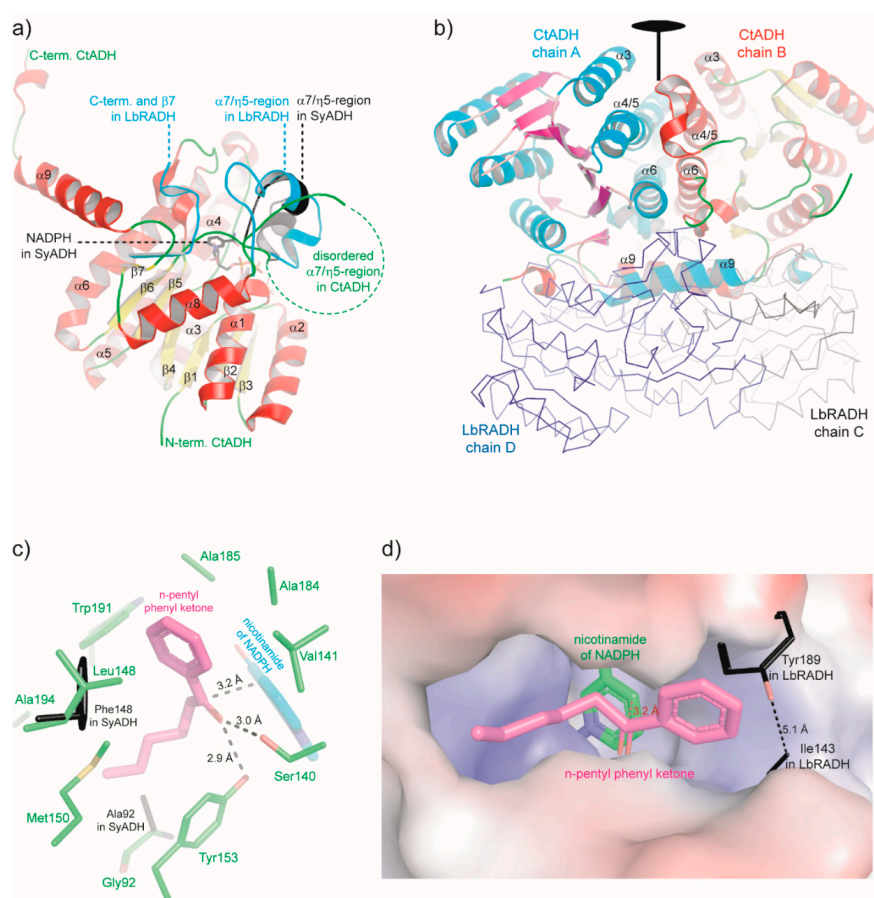 a)
C-term. CtADH
C-term. and β7
in LbRADH
α7/η5-region
in LbRADH
α7/η5-region
in SyADH
α9
α4
NADPH
in SyADH
disordered
α7/η5-region
in CtADH
β7
α6
β6
β5
α8
α5
α3
α1
α2
β4
β1
β2
β3
N-term. CtADH
b)
CtADH
chain A
CtADH
chain B
α3
α3
α4/5
α4/5
α6
α6
α9
α9
LbRADH
chain D
LbRADH
chain C
c)
Ala185
n-pentyl
phenyl ketone
Ala184
Trp191
nicotinamide
of NADPH
Val141
Leu148
Ala194
Phe148
in SyADH
3.2 Å
3.0 Å
2.9 Å
Ser140
Met150
Ala92
in SyADH
Tyr153
Gly92
d)
nicotinamide
of NADPH
Tyr189
in LbRADH
3.2 Å
5.1 Å
n-pentyl phenyl ketone
Ile143
in LbRADH